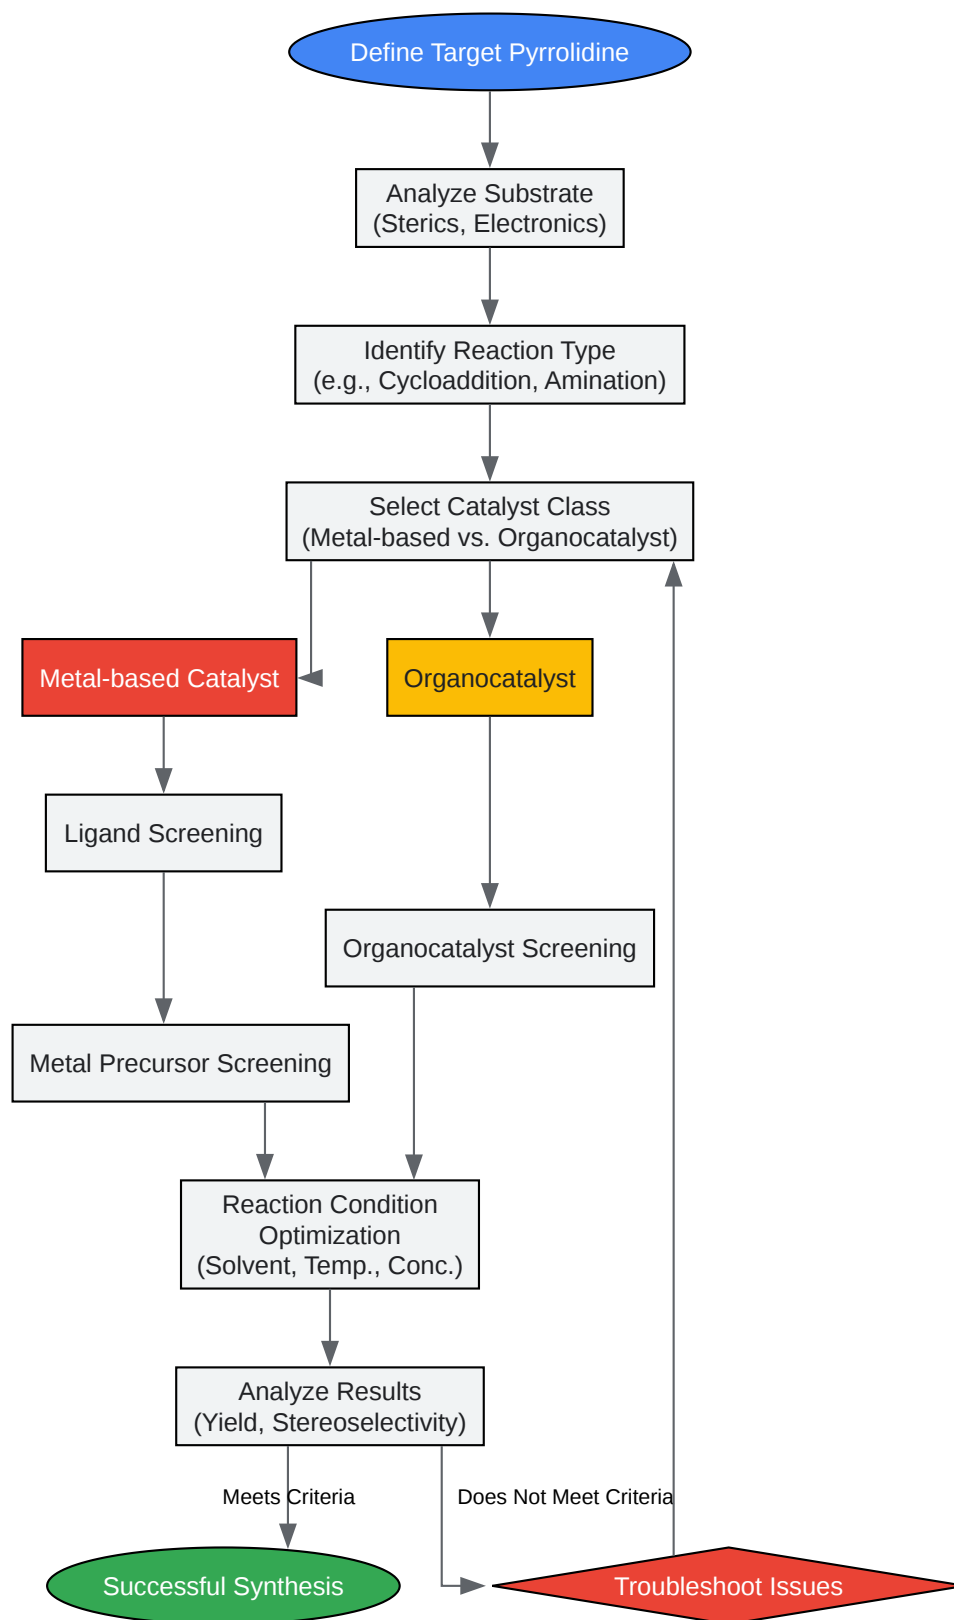 Define Target Pyrrolidine
Analyze Substrate
(Sterics, Electronics)
Identify Reaction Type
(e.g., Cycloaddition, Amination)
Select Catalyst Class
(Metal-based vs. Organocatalyst)
Metal-based Catalyst
Organocatalyst
Ligand Screening
Organocatalyst Screening
Metal Precursor Screening
Reaction Condition
Optimization
(Solvent, Temp., Conc.)
Analyze Results
(Yield, Stereoselectivity)
Meets Criteria
Does Not Meet Criteria
Successful Synthesis
Troubleshoot Issues